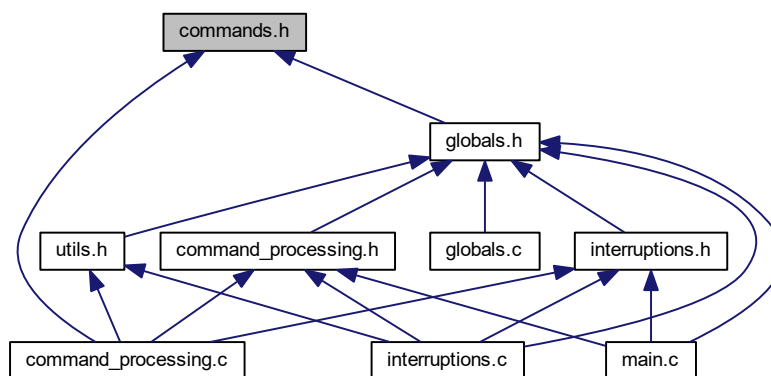 commands.h
globals.h
utils.h
command_processing.h
globals.c
interruptions.h
command_processing.c
interruptions.c
main.c